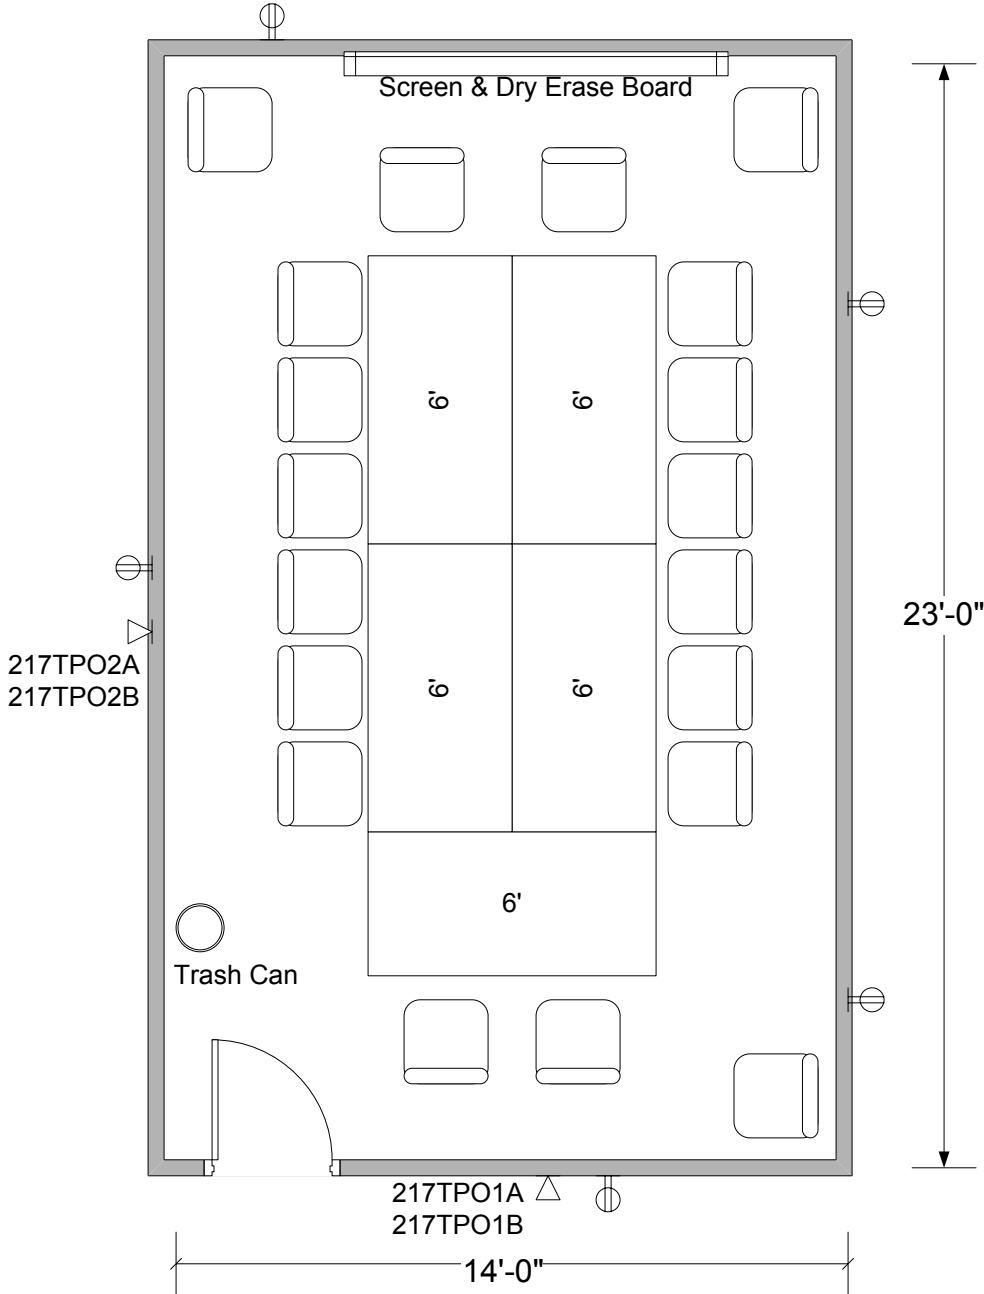 Screen & Dry Erase Board
6'
6'
23'-0"
217TPO2A
217TPO2B
6'
6'
6'
Trash Can
217TPO1A
217TPO1B
14'-0"